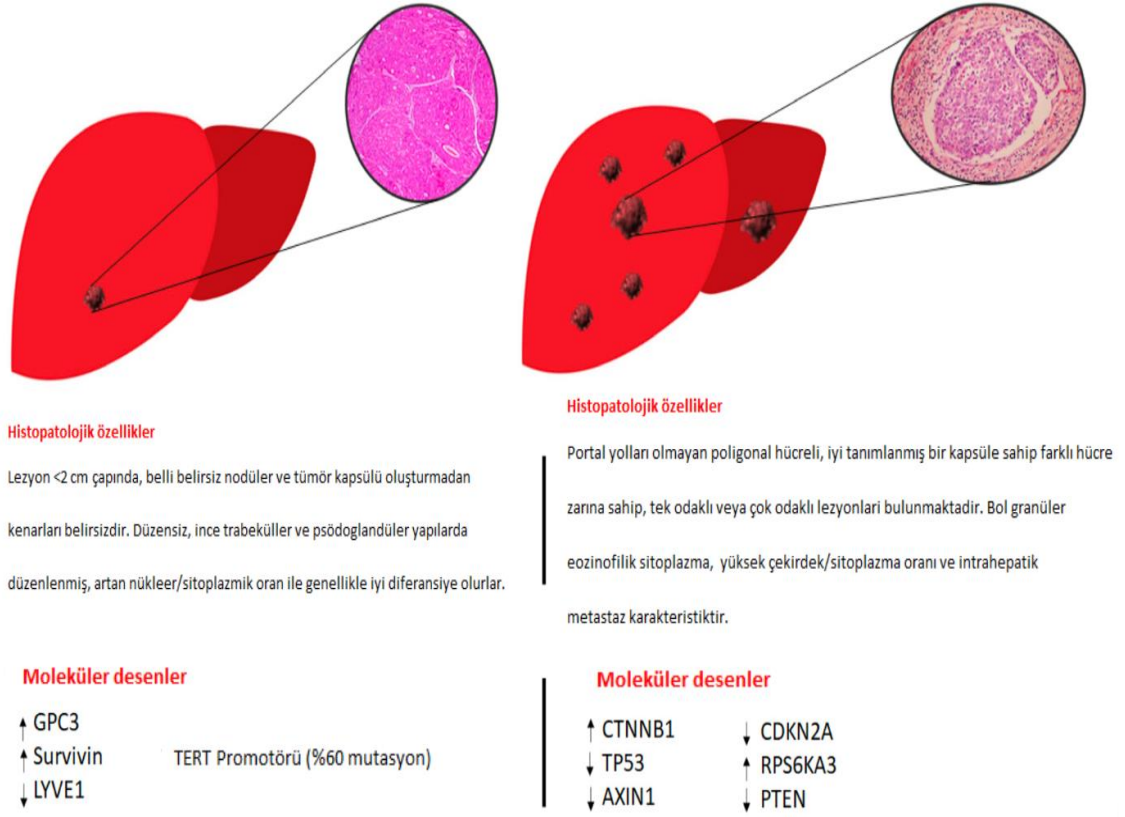 Histopatolojik özellikler
Lezyon <2 cm çapında, belli belirsiz nodüler ve tümör kapsülü oluşturmadan
kenarları belirsizdir. Düzensiz, ince trabeküller ve psödoglandüler yapılarda
düzenlenmiş, artan nükleer/sitoplazmik oran ile genellikle iyi diferansiye olurlar.
Moleküler desenler
↑ GPC3
↑ Survivin
↓ LYVE1
TERT Promotörü (%60 mutasyon)
Histopatolojik özellikler
Portal yolları olmayan poligonal hücreli, iyi tanımlanmış bir kapsüle sahip farklı hücre
zarına sahip, tek odaklı veya çok odaklı lezyonlari bulunmaktadir. Bol granüler
eozinofilik sitoplazma, yüksek çekirdek/sitoplazma oranı ve intrahepatik
metastaz karakteristiktir.
Moleküler desenler
↑ CTNNB1
↓ TP53
↓ AXIN1
↓ CDKN2A
↑ RPS6KA3
↓ PTEN